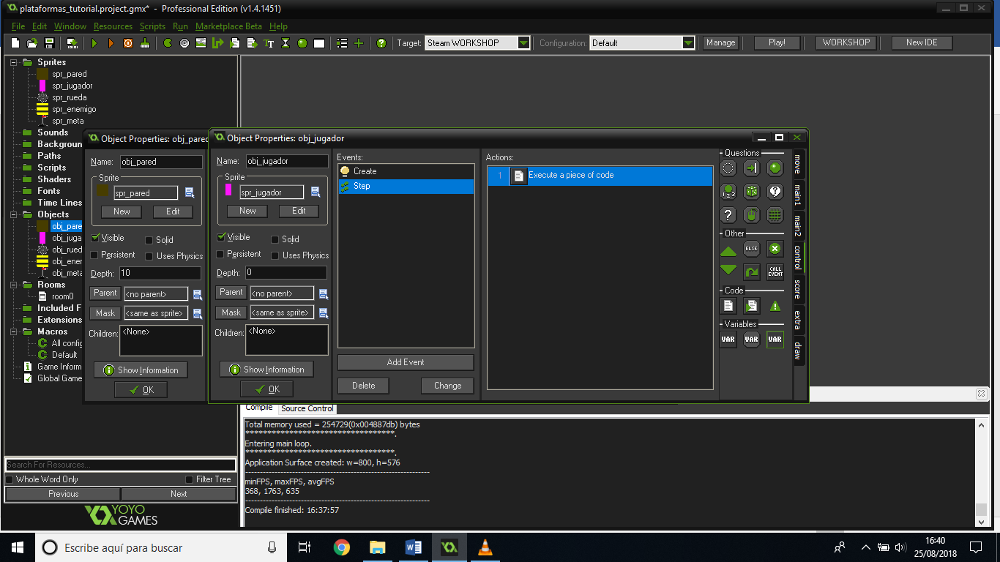 plataformas_tutorial.project.gmx* - Professional Edition (v1.4.1451)
File Edit Window Resources Scripts Run Marketplace Beta Help
Target: Steam WORKSHOP Configuration: Default Manage Play! WORKSHOP New IDE
Sprites
spr_pared
spr_jugador
spr_rueda
spr_enemigo
spr_meta
Sounds
Backgroun
Paths
Scripts
Shaders
Fonts
Time Lines
Objects
obj_pare
obj_juga
obj_rued
obj_ener
obj_meta
Rooms
room0
Included F
Extensions
Macros
All config
Default
Game Inform
Global Game
Search For Resources...
Whole Word Only Filter Tree
Previous Next
YOYO
GAMES
Object Properties: obj_pared
Name: obj_pared
Sprite
spr_pared
New Edit
Visible Solid
Persistent Uses Physics
Depth: 10
Parent <no parent>
Mask <same as sprite>
Children: <None>
Show Information
OK
Object Properties: obj_jugador
Name: obj_jugador
Sprite
spr_jugador
New Edit
Visible Solid
Persistent Uses Physics
Depth: 0
Parent <no parent>
Mask <same as sprite>
Children: <None>
Show Information
OK
Events:
Create
Step
Add Event
Delete Change
Actions:
1 Execute a piece of code
Questions
Other
ELSE
CALL
EVENT
Code
Variables
VAR VAR VAR
move
main1
main2
control
score
extra
draw
Compile Source Control
Total memory used = 254729(0x004887db) bytes
**********************************.
Entering main loop.
**********************************.
Application Surface created: w=800, h=576
---------------------------------------------------------------
minFPS, maxFPS, avgFPS
368, 1763, 635
---------------------------------------------------------------
Compile finished: 16:37:57
Escribe aquí para buscar
16:40
25/08/2018